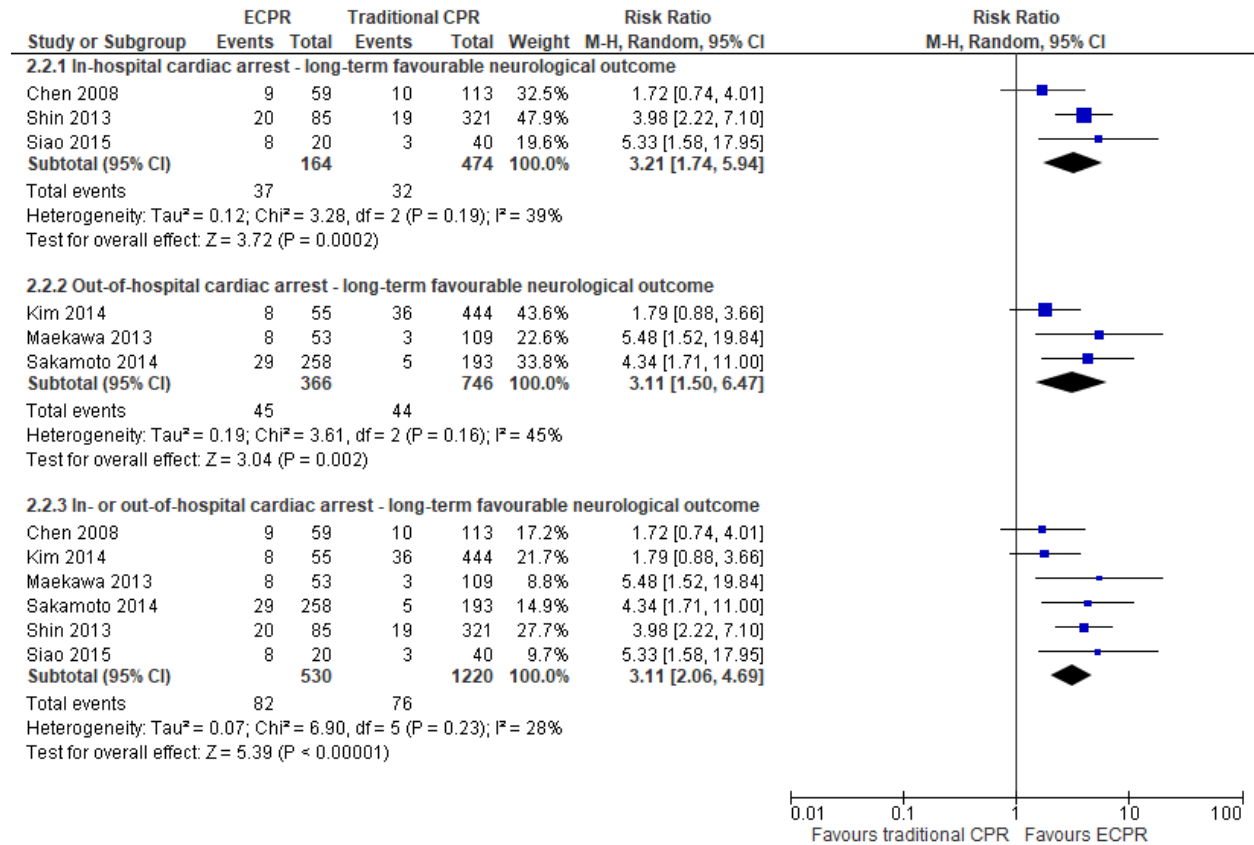 ECPR Traditional CPR Risk Ratio Risk Ratio
Study or Subgroup Events Total Events Total Weight M-H, Random, 95% CI M-H, Random, 95% CI
2.2.1 In-hospital cardiac arrest - long-term favourable neurological outcome
Chen 2008 9 59 10 113 32.5% 1.72 [0.74, 4.01]
Shin 2013 20 85 19 321 47.9% 3.98 [2.22, 7.10]
Siao 2015 8 20 3 40 19.6% 5.33 [1.58, 17.95]
Subtotal (95% CI) 164 474 100.0% 3.21 [1.74, 5.94]
Total events 37 32
Heterogeneity: Tau² = 0.12; Chi² = 3.28, df = 2 (P = 0.19); I² = 39%
Test for overall effect: Z = 3.72 (P = 0.0002)
2.2.2 Out-of-hospital cardiac arrest - long-term favourable neurological outcome
Kim 2014 8 55 36 444 43.6% 1.79 [0.88, 3.66]
Maekawa 2013 8 53 3 109 22.6% 5.48 [1.52, 19.84]
Sakamoto 2014 29 258 5 193 33.8% 4.34 [1.71, 11.00]
Subtotal (95% CI) 366 746 100.0% 3.11 [1.50, 6.47]
Total events 45 44
Heterogeneity: Tau² = 0.19; Chi² = 3.61, df = 2 (P = 0.16); I² = 45%
Test for overall effect: Z = 3.04 (P = 0.002)
2.2.3 In- or out-of-hospital cardiac arrest - long-term favourable neurological outcome
Chen 2008 9 59 10 113 17.2% 1.72 [0.74, 4.01]
Kim 2014 8 55 36 444 21.7% 1.79 [0.88, 3.66]
Maekawa 2013 8 53 3 109 8.8% 5.48 [1.52, 19.84]
Sakamoto 2014 29 258 5 193 14.9% 4.34 [1.71, 11.00]
Shin 2013 20 85 19 321 27.7% 3.98 [2.22, 7.10]
Siao 2015 8 20 3 40 9.7% 5.33 [1.58, 17.95]
Subtotal (95% CI) 530 1220 100.0% 3.11 [2.06, 4.69]
Total events 82 76
Heterogeneity: Tau² = 0.07; Chi² = 6.90, df = 5 (P = 0.23); I² = 28%
Test for overall effect: Z = 5.39 (P < 0.00001)
0.01 0.1 1 10 100
Favours traditional CPR Favours ECPR